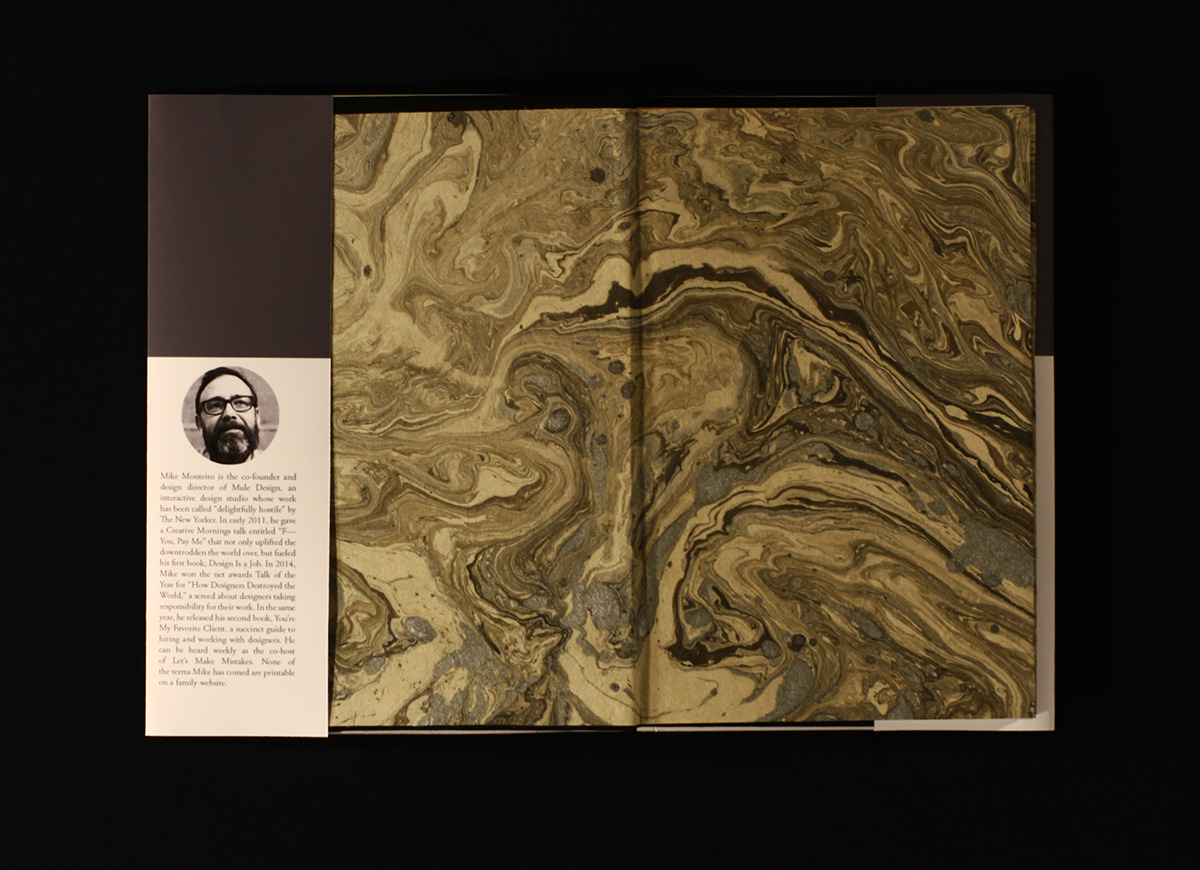 Mike Monteiro is the co-founder and
design director of Mule Design, an
interactive design studio whose work
has been called "delightfully hostile" by
The New Yorker. In early 2011, he gave
a Creative Mornings talk entitled "F—
You, Pay Me" that not only uplifted the
downtrodden the world over, but fueled
his first book, Design Is a Job. In 2014,
Mike won the net awards Talk of the
Year for "How Designers Destroyed the
World," a screed about designers taking
responsibility for their work. In the same
year, he released his second book, You're
My Favorite Client, a succinct guide to
hiring and working with designers. He
can be heard weekly as the co-host
of Let's Make Mistakes. None of
the terms Mike has coined are printable
on a family website.